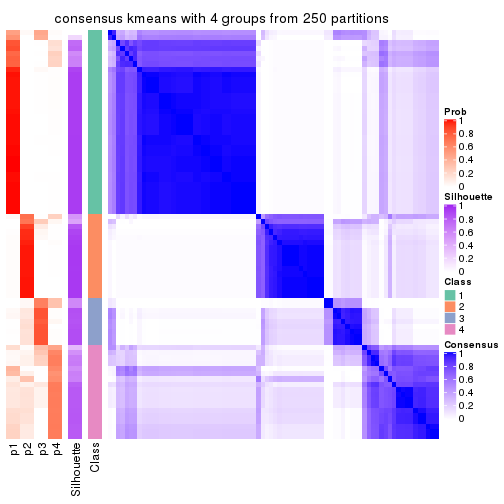 consensus kmeans with 4 groups from 250 partitions
Prob
1
0.8
0.6
0.4
0.2
0
Silhouette
1
0.8
0.6
0.4
0.2
0
Class
1
2
3
4
Consensus
1
0.8
0.6
0.4
0.2
0
p1
p2
p3
p4
Silhouette
Class